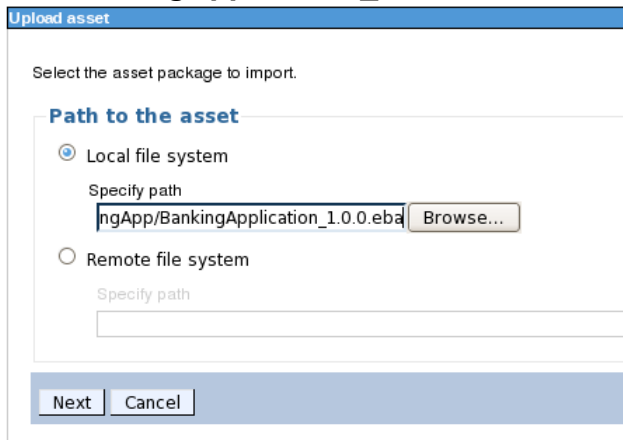 Upload asset
Select the asset package to import.
Path to the asset
Local file system
Specify path
ngApp/BankingApplication_1.0.0.eba Browse...
Remote file system
Specify path
Next Cancel